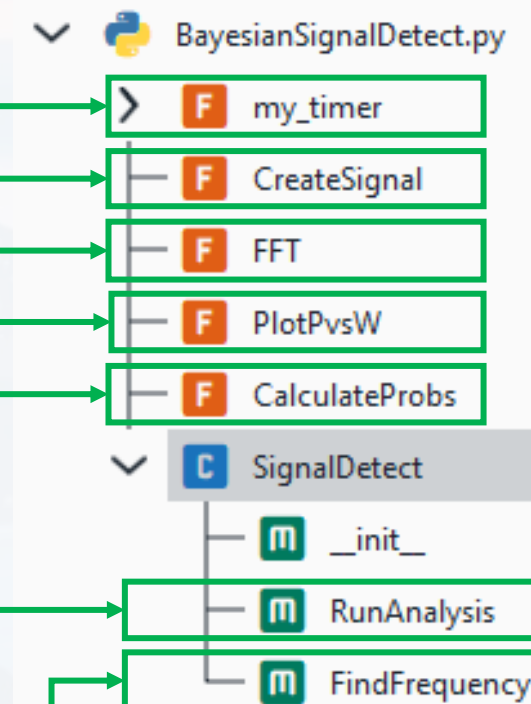 BayesianSignalDetect.py
F my_timer
F CreateSignal
F FFT
F PlotPvsW
F CalculateProbs
C SignalDetect
m __init__
m RunAnalysis
m FindFrequency